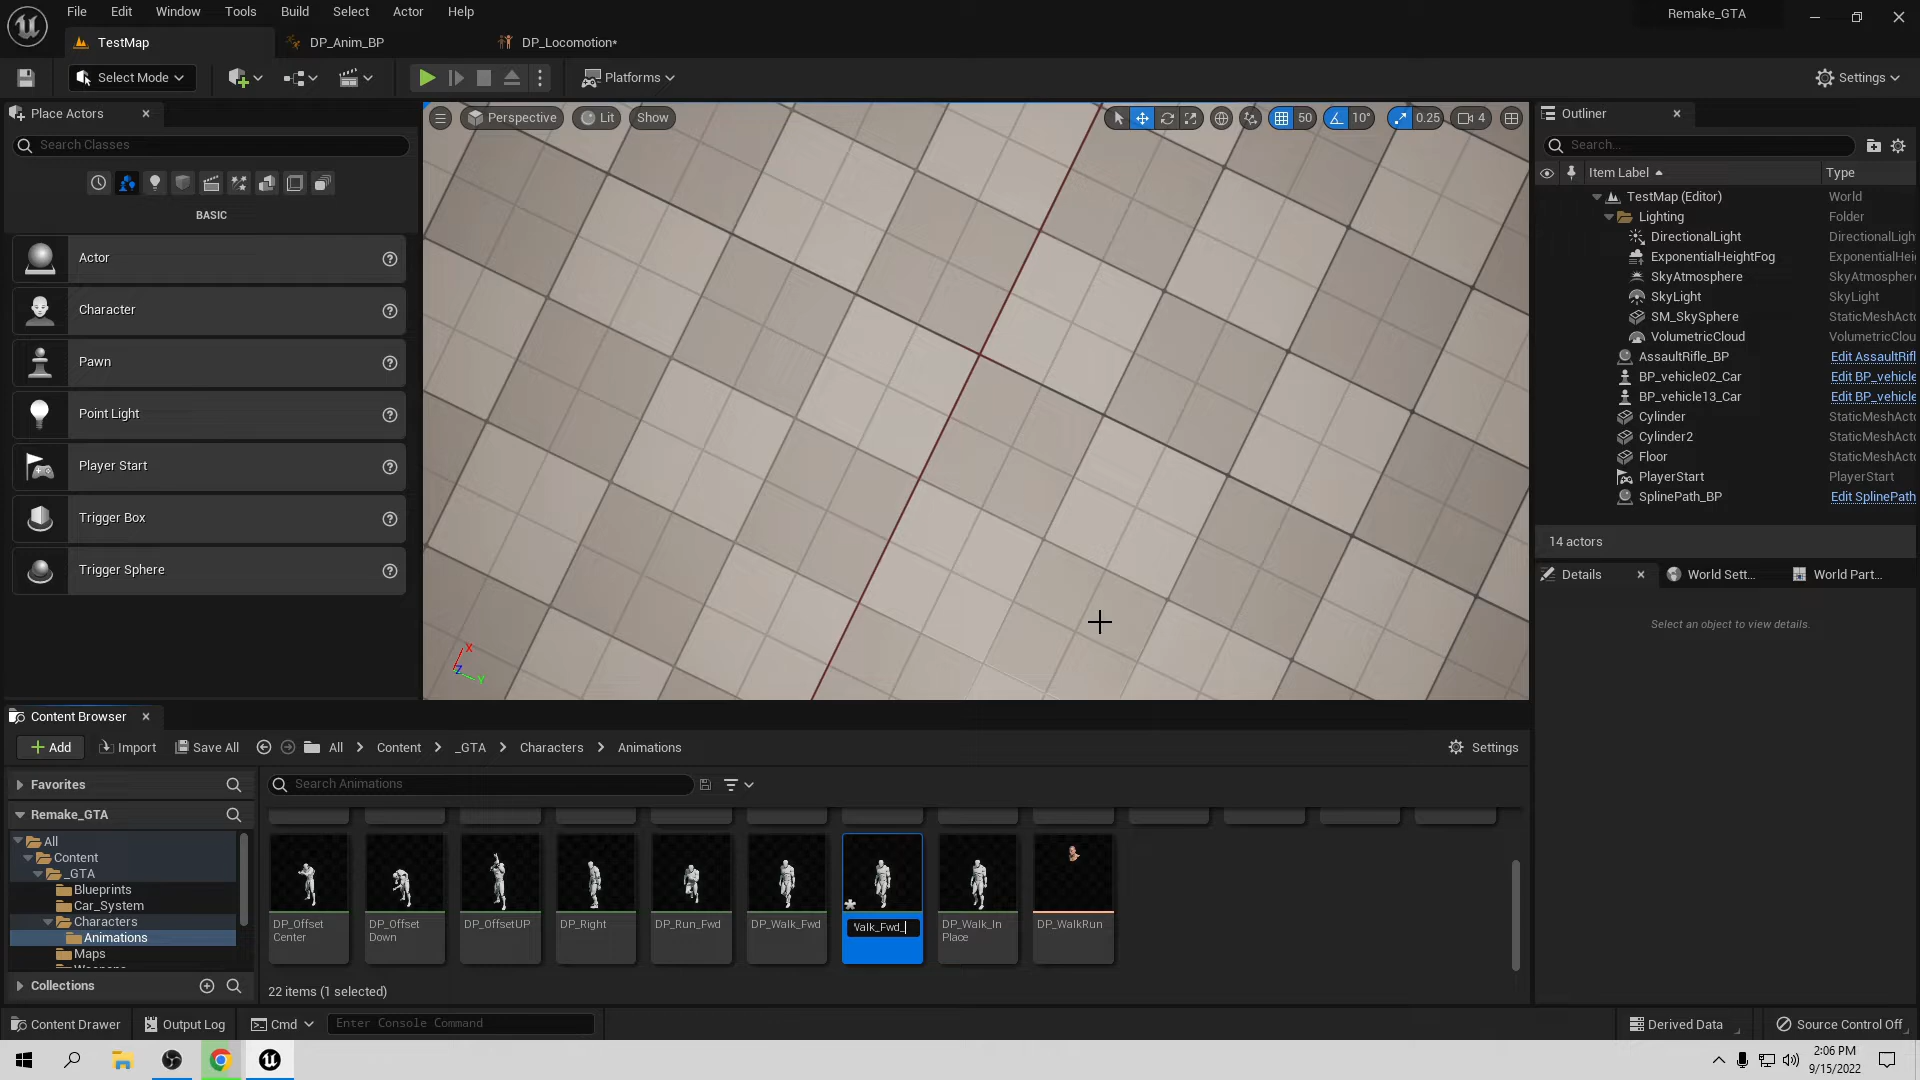 File Edit Window Tools Build Select Actor Help
Remake_GTA
TestMap
DP_Anim_BP
DP_Locomotion*
Select Mode
Platforms
Settings
Place Actors
Search Classes
BASIC
Actor
Character
Pawn
Point Light
Player Start
Trigger Box
Trigger Sphere
Perspective
Lit
Show
50
10°
0.25
4
X
Z
Y
Outliner
Search...
Item Label
Type
TestMap (Editor)
World
Lighting
Folder
DirectionalLight
DirectionalLigh
ExponentialHeightFog
ExponentialHei
SkyAtmosphere
SkyAtmosphere
SkyLight
SkyLight
SM_SkySphere
StaticMeshActo
VolumetricCloud
VolumetricClou
AssaultRifle_BP
Edit AssaultRifl
BP_vehicle02_Car
Edit BP_vehicle
BP_vehicle13_Car
Edit BP_vehicle
Cylinder
StaticMeshActo
Cylinder2
StaticMeshActo
Floor
StaticMeshActo
PlayerStart
PlayerStart
SplinePath_BP
Edit SplinePath
14 actors
Details
World Sett...
World Part...
Select an object to view details.
Content Browser
Add
Import
Save All
All
Content
_GTA
Characters
Animations
Settings
Favorites
Remake_GTA
All
Content
_GTA
Blueprints
Car_System
Characters
Animations
Maps
Collections
Search Animations
DP_Offset
Center
DP_Offset
Down
DP_OffsetUP
DP_Right
DP_Run_Fwd
DP_Walk_Fwd
Walk_Fwd_
DP_Walk_In
Place
DP_WalkRun
22 items (1 selected)
Content Drawer
Output Log
Cmd
Enter Console Command
Derived Data
Source Control Off
2:06 PM
9/15/2022